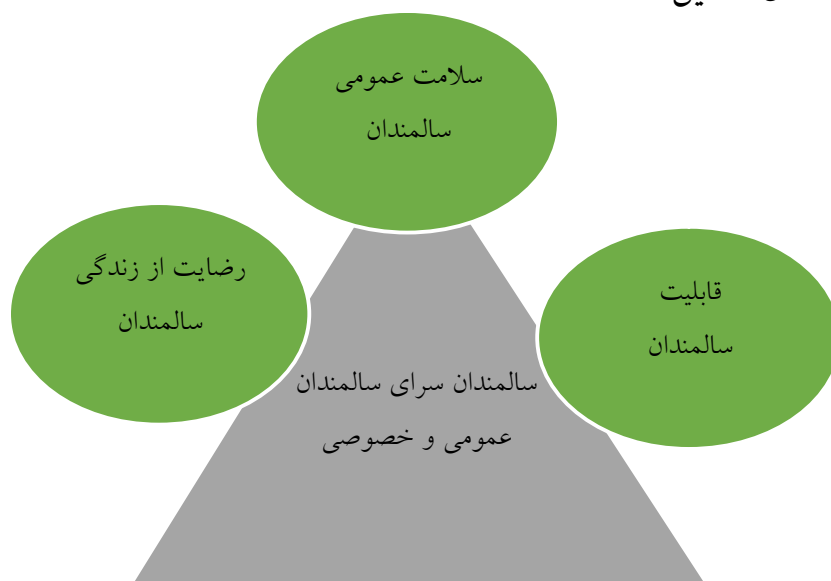 سلامت عمومی
سالمندان
رضایت از زندگی
سالمندان
قابلیت
سالمندان
سالمندان سرای سالمندان
عمومی و خصوصی